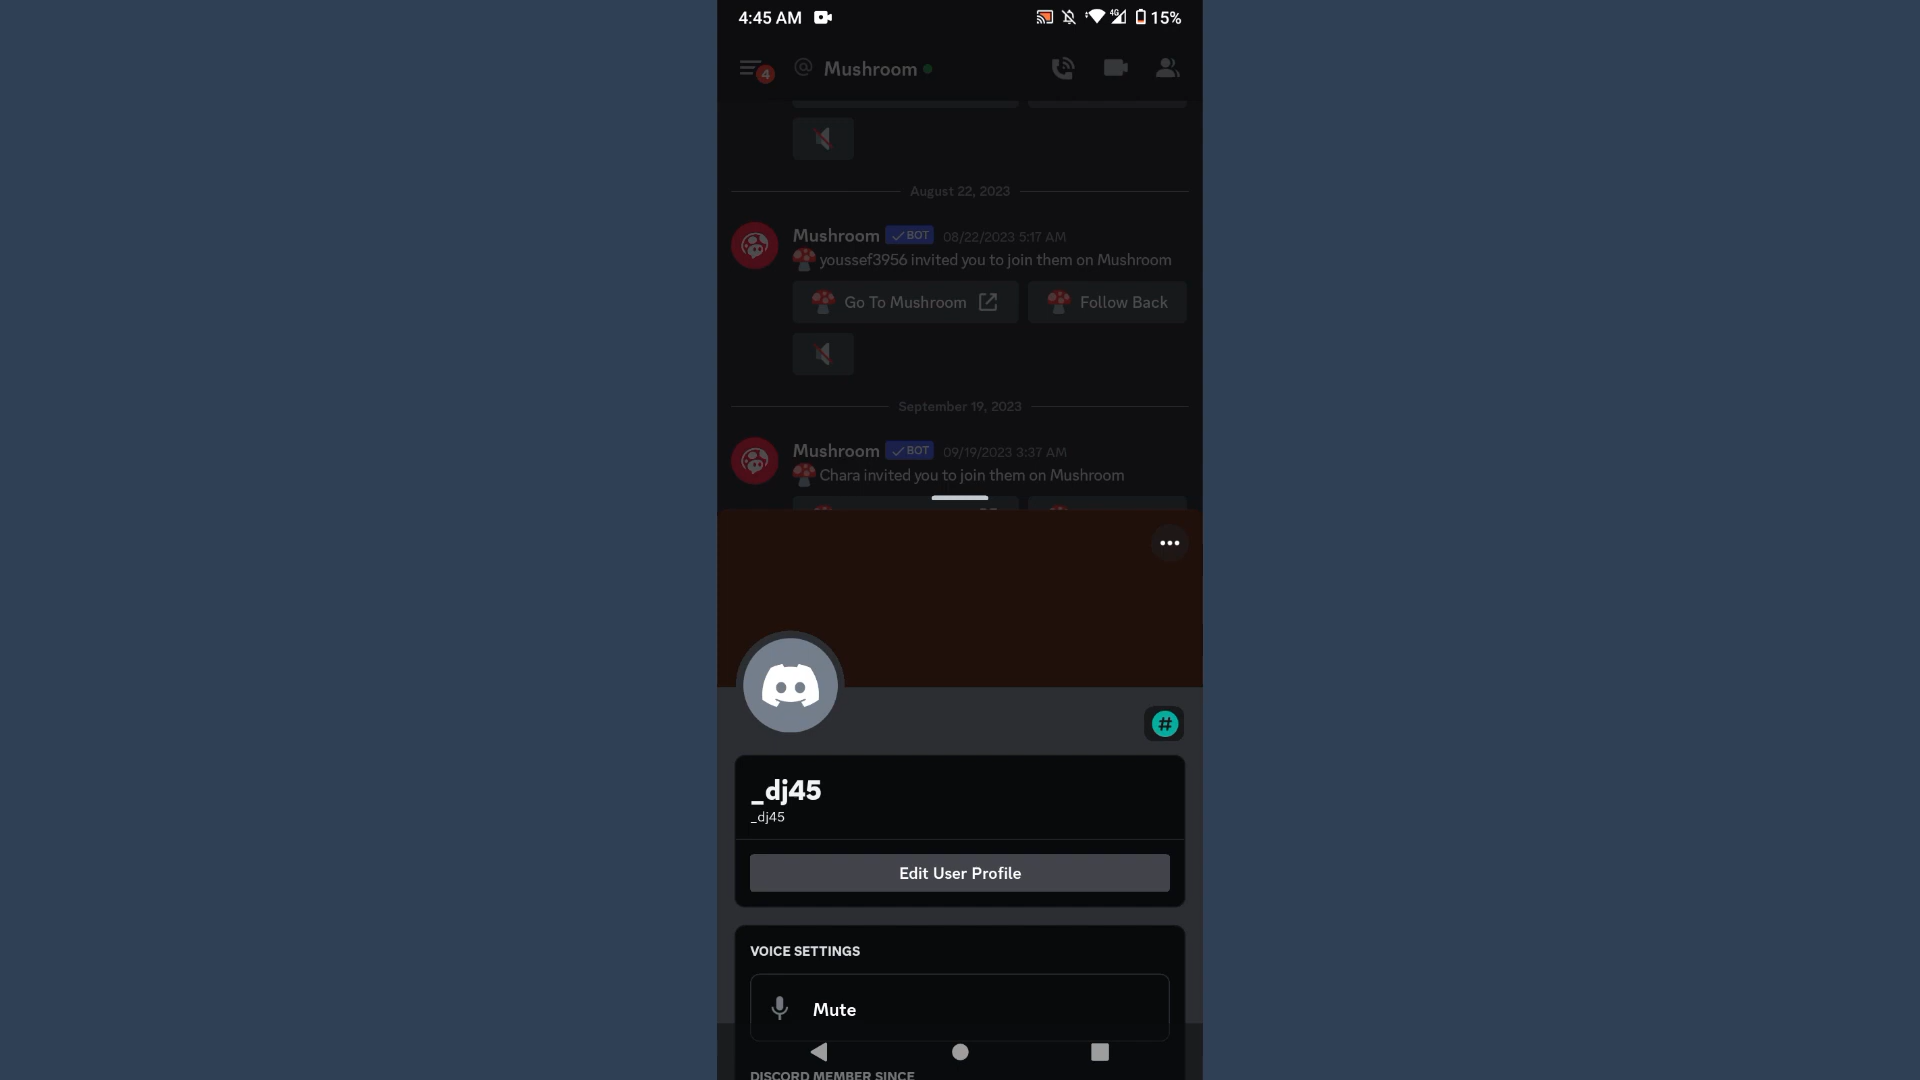 4:45 AM 4G 15%
4 @ Mushroom
August 22, 2023
Mushroom BOT 08/22/2023 5:17 AM
youssef3956 invited you to join them on Mushroom
Go To Mushroom Follow Back
September 19, 2023
Mushroom BOT 09/19/2023 3:37 AM
Chara invited you to join them on Mushroom
#
_dj45
_dj45
Edit User Profile
VOICE SETTINGS
Mute
DISCORD MEMBER SINCE